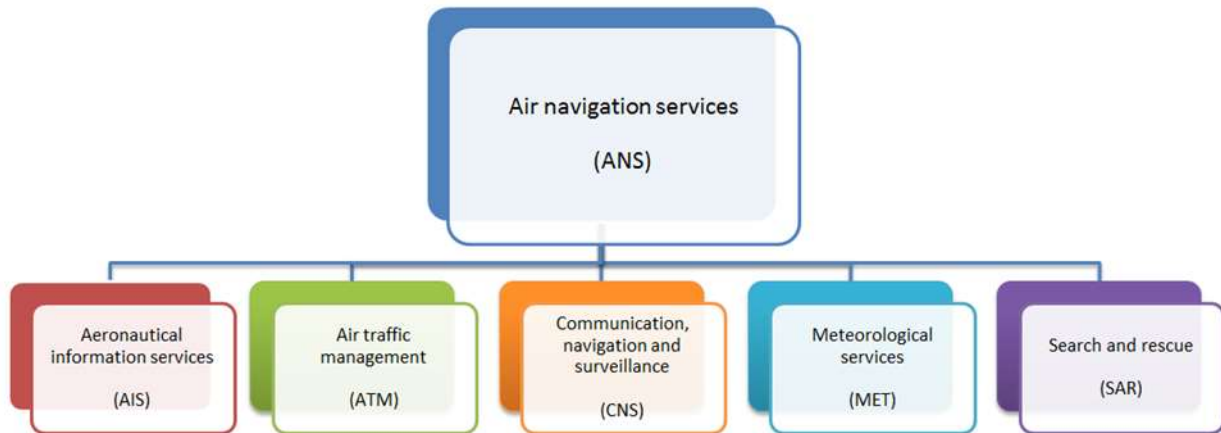 Air navigation services
(ANS)
Aeronautical
information services
(AIS)
Air traffic
management
(ATM)
Communication,
navigation and
surveillance
(CNS)
Meteorological
services
(MET)
Search and rescue
(SAR)